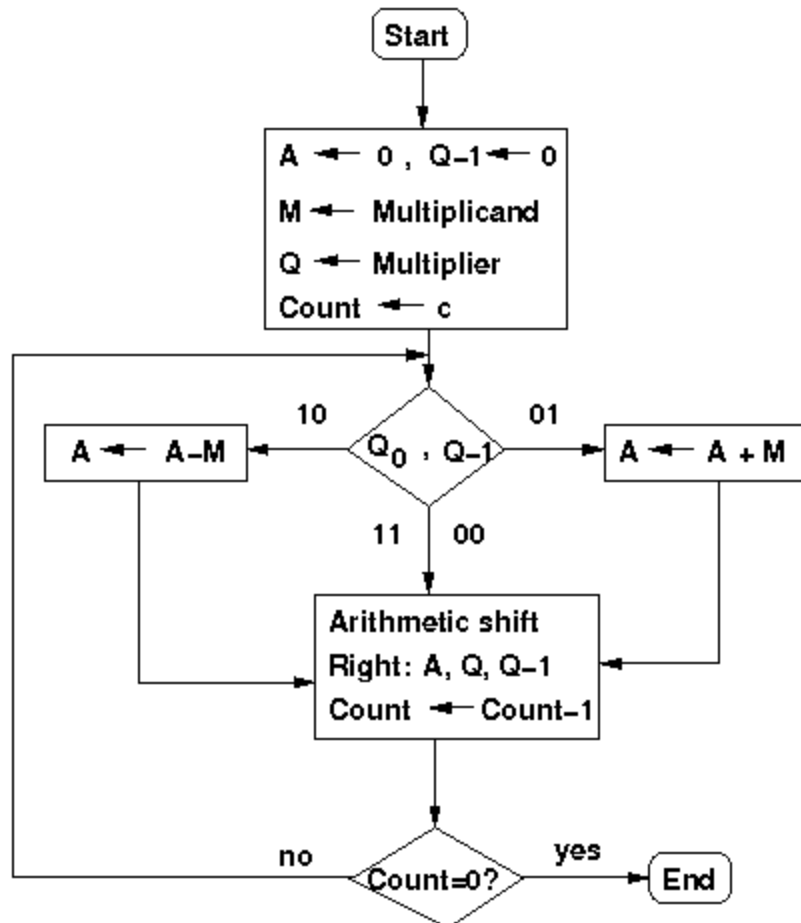 Start
A ← 0 , Q-1 ← 0
M ← Multiplicand
Q ← Multiplier
Count ← c
10
01
A ← A-M
Q0 , Q-1
A ← A + M
11
00
Arithmetic shift
Right: A, Q, Q-1
Count ← Count-1
no
Count=0?
yes
End